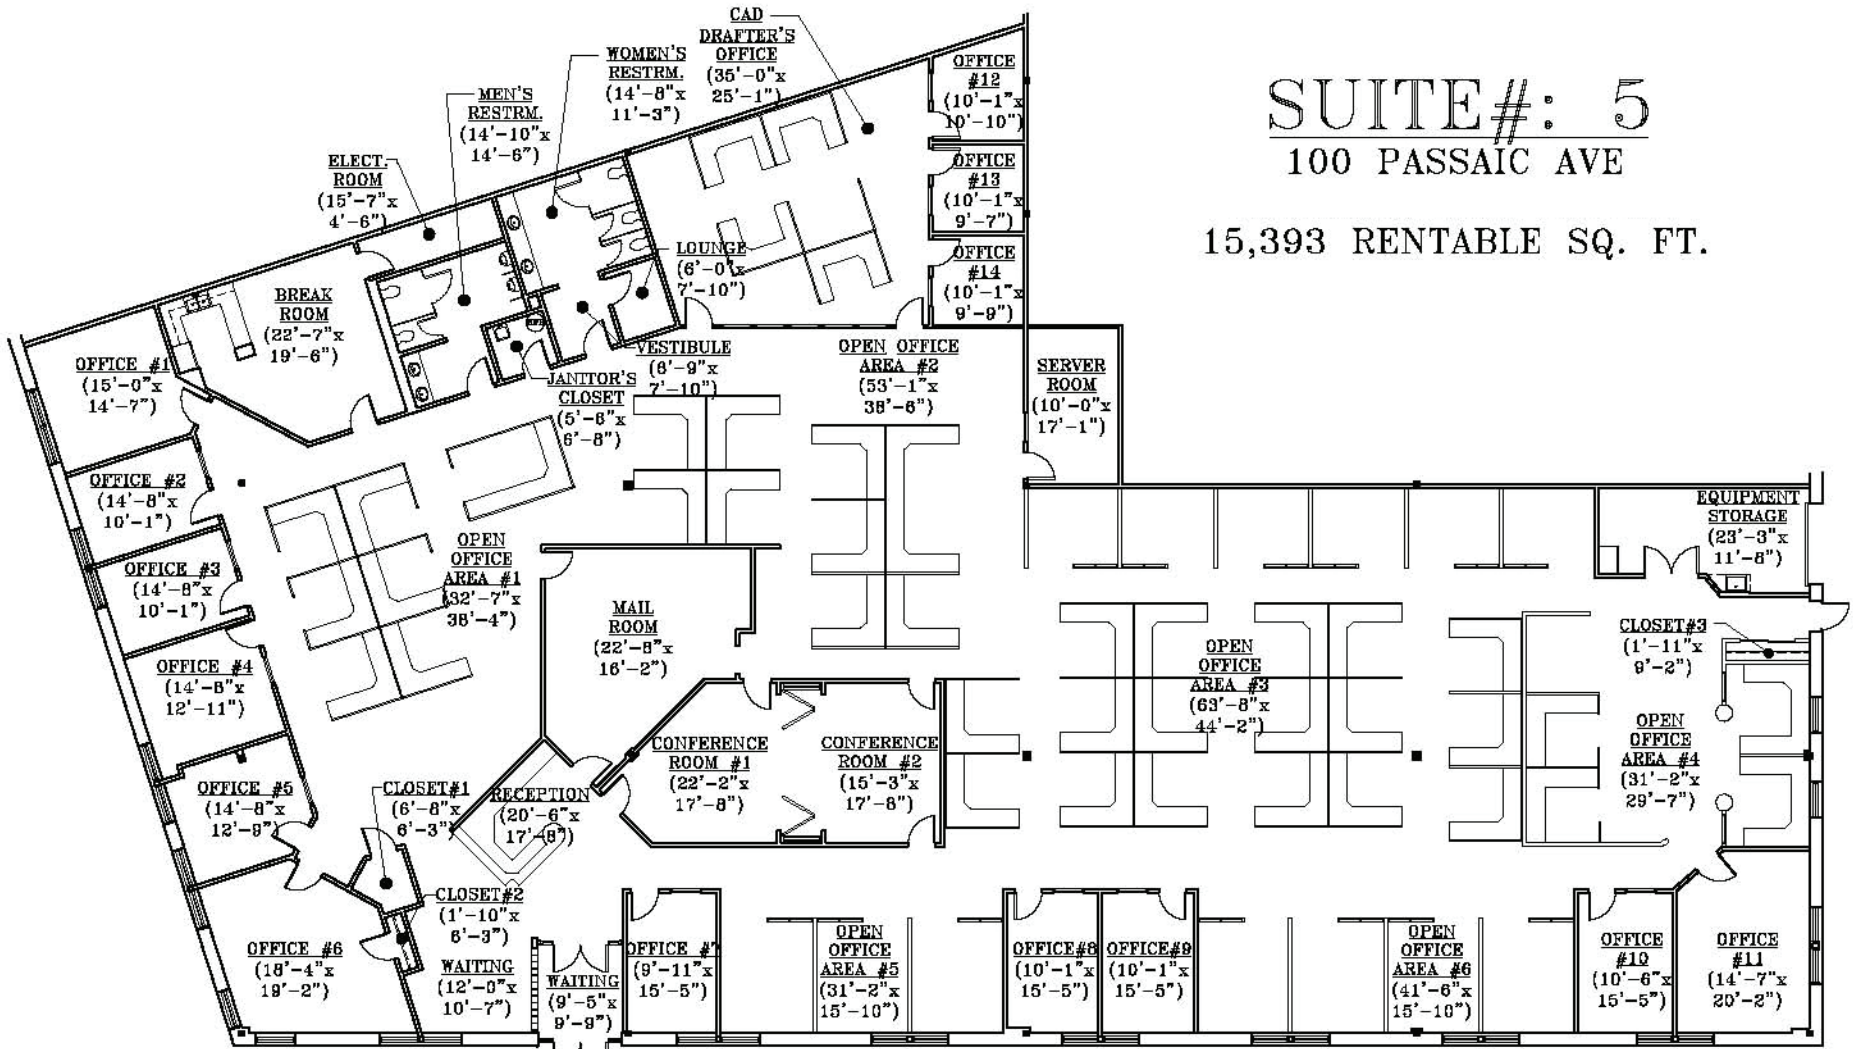 CAD
DRAFTER'S
OFFICE
(35'-0"x
25'-1")
WOMEN'S
RESTRM.
(14'-8"x
11'-3")
MEN'S
RESTRM.
(14'-10"x
14'-6")
ELECT.
ROOM
(15'-7"x
4'-6")
OFFICE
#12
(10'-1"x
10'-10")
OFFICE
#13
(10'-1"x
9'-7")
OFFICE
#14
(10'-1"x
9'-9")
SUITE#: 5
100 PASSAIC AVE
15,393 RENTABLE SQ. FT.
LOUNGE
(6'-0"x
7'-10")
BREAK
ROOM
(22'-7"x
19'-6")
OFFICE #1
(15'-0"x
14'-7")
VESTIBULE
(6'-9"x
7'-10")
JANITOR'S
CLOSET
(5'-6"x
6'-8")
OPEN OFFICE
AREA #2
(53'-1"x
38'-6")
SERVER
ROOM
(10'-0"x
17'-1")
OFFICE #2
(14'-8"x
10'-1")
OFFICE #3
(14'-8"x
10'-1")
OPEN
OFFICE
AREA #1
(32'-7"x
38'-4")
EQUIPMENT
STORAGE
(23'-3"x
11'-8")
MAIL
ROOM
(22'-8"x
16'-2")
OFFICE #4
(14'-8"x
12'-11")
CLOSET#3
(1'-11"x
9'-2")
OPEN
OFFICE
AREA #3
(63'-8"x
44'-2")
OPEN
OFFICE
AREA #4
(31'-2"x
29'-7")
CONFERENCE
ROOM #1
(22'-2"x
17'-8")
CONFERENCE
ROOM #2
(15'-3"x
17'-8")
OFFICE #5
(14'-8"x
12'-9")
CLOSET#1
(6'-8"x
6'-3")
RECEPTION
(20'-6"x
17'-8")
CLOSET#2
(1'-10"x
6'-3")
OFFICE #6
(18'-4"x
19'-2")
WAITING
(12'-0"x
10'-7")
WAITING
(9'-5"x
9'-9")
OFFICE #7
(9'-11"x
15'-5")
OPEN
OFFICE
AREA #5
(31'-2"x
15'-10")
OFFICE#8
(10'-1"x
15'-5")
OFFICE#9
(10'-1"x
15'-5")
OPEN
OFFICE
AREA #6
(41'-6"x
15'-10")
OFFICE
#10
(10'-6"x
15'-5")
OFFICE
#11
(14'-7"x
20'-2")